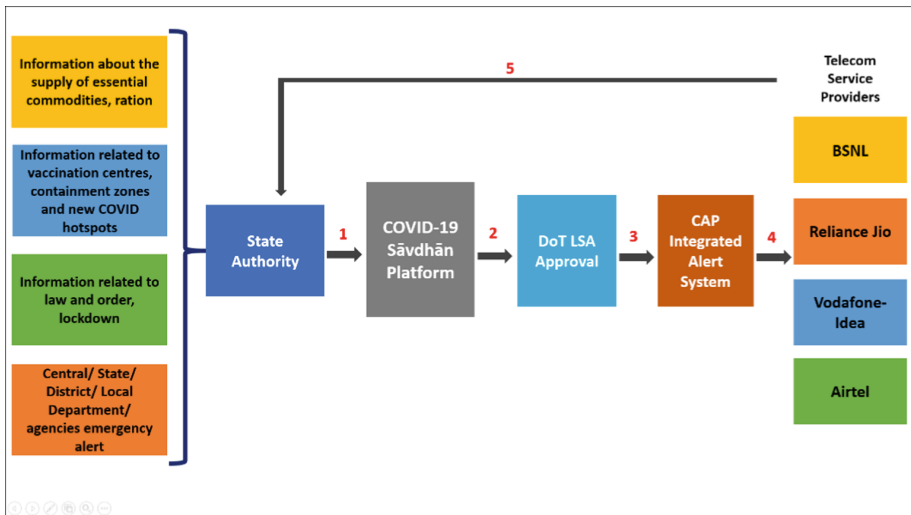 Information about the
supply of essential
commodities, ration
Information related to
vaccination centres,
containment zones
and new COVID
hotspots
Information related to
law and order,
lockdown
Central/ State/
District/ Local
Department/
agencies emergency
alert
State
Authority
1
COVID-19
Sāvdhān
Platform
2
DoT LSA
Approval
3
CAP
Integrated
Alert
System
4
5
Telecom
Service
Providers
BSNL
Reliance Jio
Vodafone-
Idea
Airtel